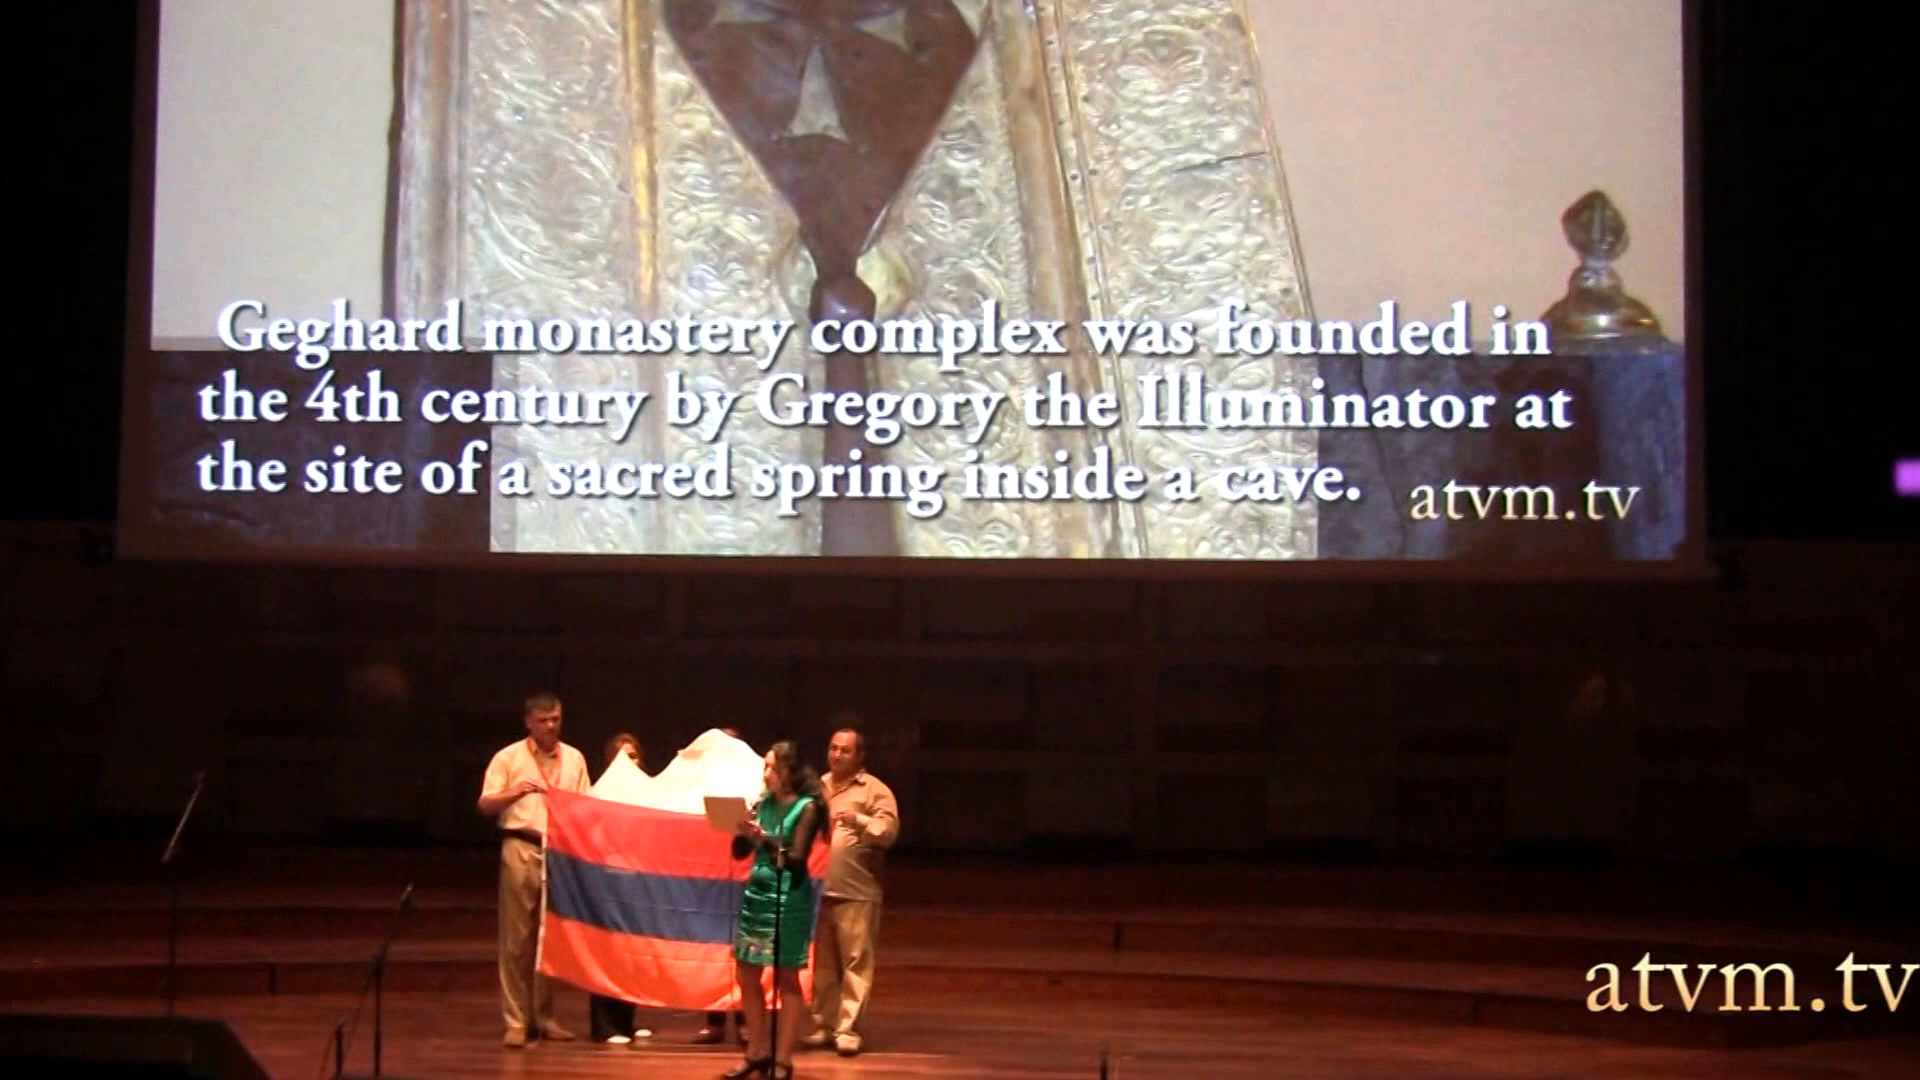 Geghard monastery complex was founded in
the 4th century by Gregory the Illuminator at
the site of a sacred spring inside a cave.
atvm.tv
atvm.tv